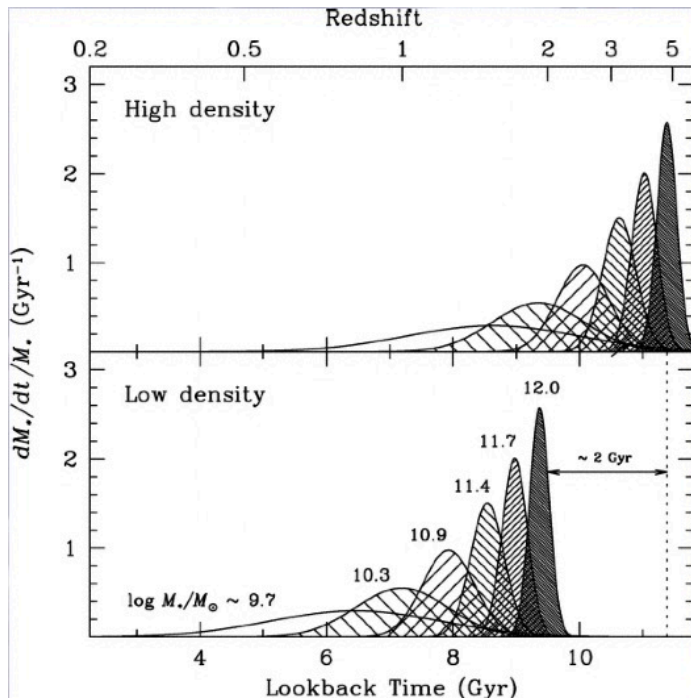 Redshift
0.2 0.5 1 2 3 5
3
High density
2
1
dM*/dt/M* (Gyr⁻¹)
3
Low density
12.0
11.7
~ 2 Gyr
2
11.4
10.9
1
10.3
log M*/M⊙ ~ 9.7
4 6 8 10
Lookback Time (Gyr)